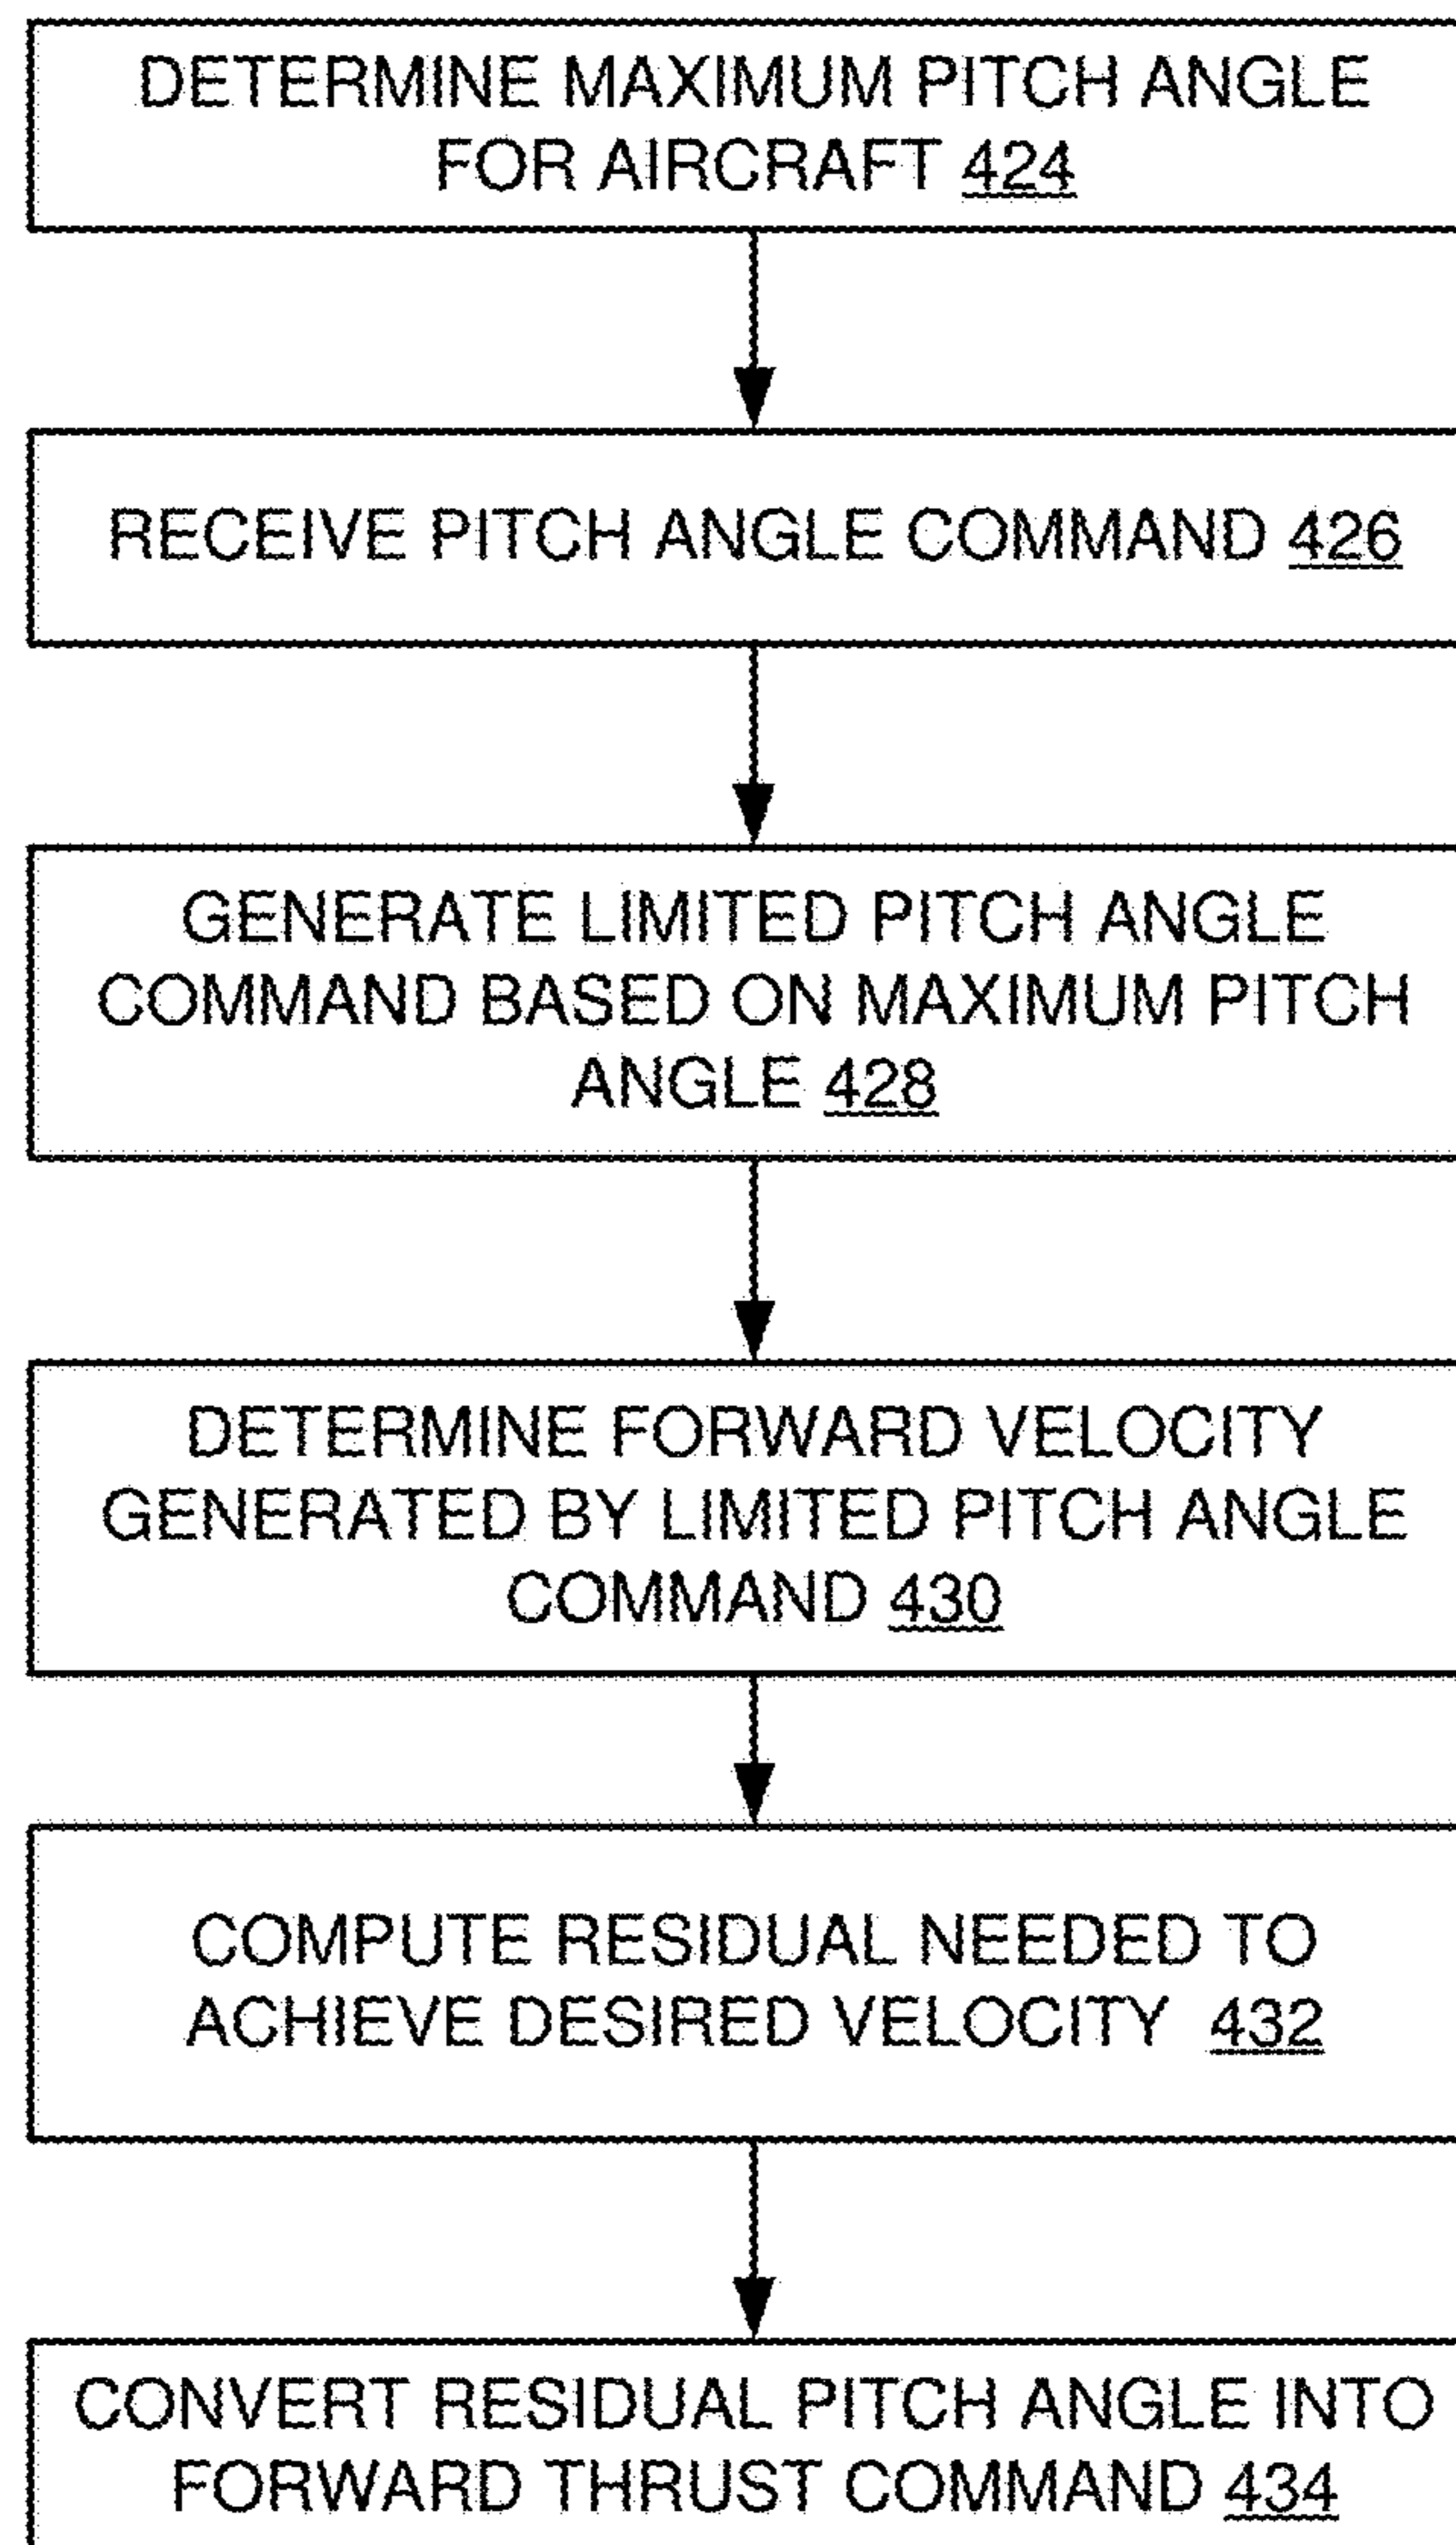 DETERMINE MAXIMUM PITCH ANGLE
FOR AIRCRAFT 424
RECEIVE PITCH ANGLE COMMAND 426
GENERATE LIMITED PITCH ANGLE
COMMAND BASED ON MAXIMUM PITCH
ANGLE 428
DETERMINE FORWARD VELOCITY
GENERATED BY LIMITED PITCH ANGLE
COMMAND 430
COMPUTE RESIDUAL NEEDED TO
ACHIEVE DESIRED VELOCITY 432
CONVERT RESIDUAL PITCH ANGLE INTO
FORWARD THRUST COMMAND 434